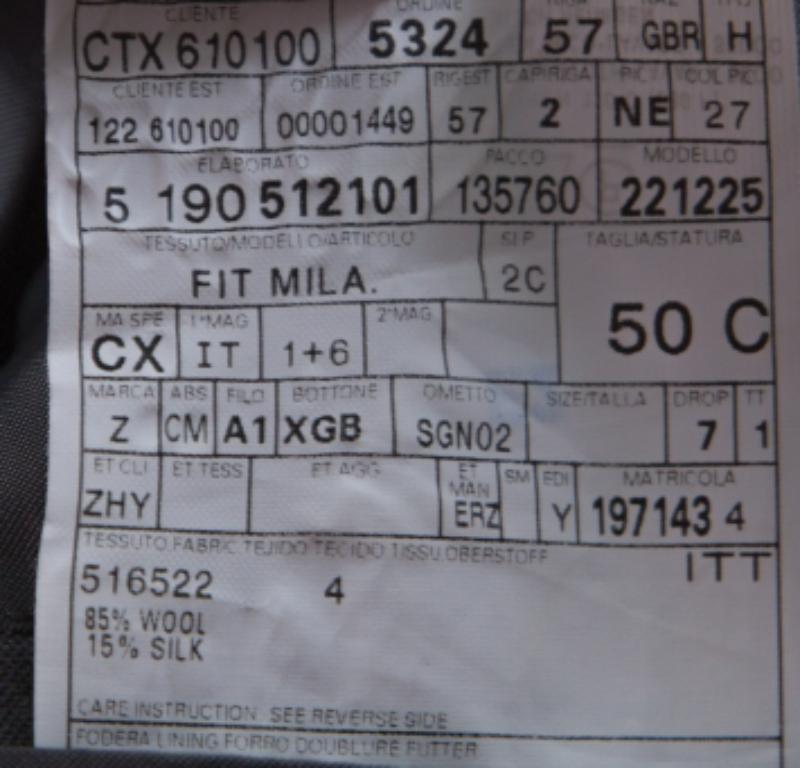 CLIENTE ORDINE
CTX 610100 5324 57 GBR H
CLIENTE EST ORDINE EST RIGEST CAPIRIGA PIC COL PIC
122 610100 00001449 57 2 NE 27
ELABORATO PACCO MODELLO
5 190 512101 135760 221225
TESSUTO/MODELLO/ARTICOLO SLP TAGLIA/STATURA
FIT MILA. 2C 50 C
MA SPE 1°MAG 2°MAG
CX IT 1+6
MARCA ABS FILO BOTTONE OMETTO SIZE/TALLA DROP TT
Z CM A1 XGB SGN02 7 1
ET CLI ET TESS ET AGG ET MAN SM EDI MATRICOLA
ZHY ERZ Y 197143 4
TESSUTO.FABRIC.TEJIDO TECIDO TISSU.OBERSTOFF ITT
516522 4
85% WOOL
15% SILK
CARE INSTRUCTION SEE REVERSE SIDE
FODERA LINING FORRO DOUBLURE FUTTER